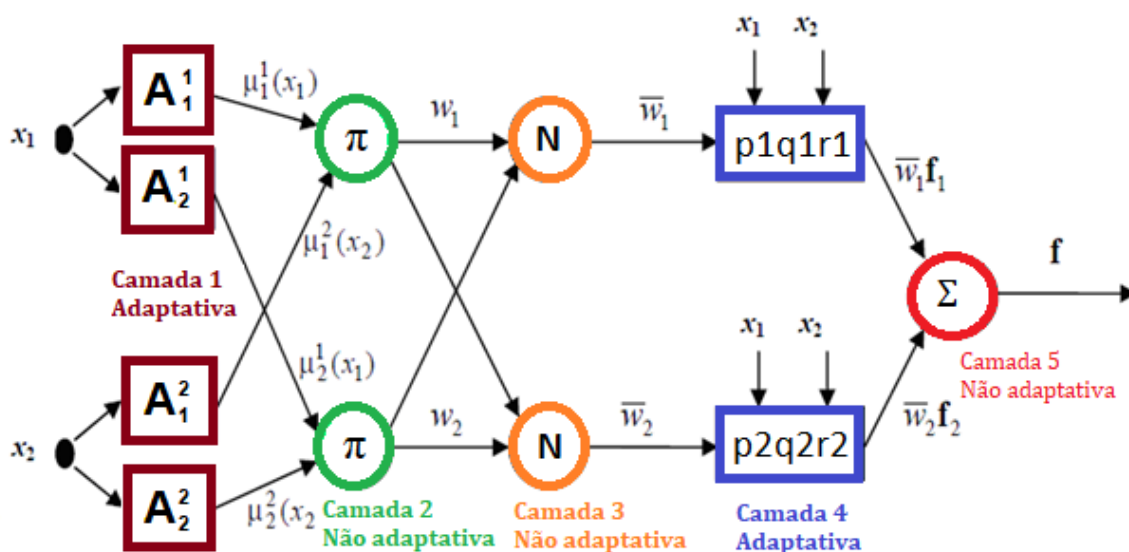 x₁ x₂
A¹₁
μ¹₁(x₁)
w₁
w̅₁
x₁
π
N
p1q1r1
A¹₂
w̅₁f₁
μ²₁(x₂)
Camada 1
Adaptativa
f
Σ
x₁ x₂
μ¹₂(x₁)
Camada 5
Não adaptativa
A²₁
w₂
w̅₂
w̅₂f₂
x₂
π
N
p2q2r2
A²₂
μ²₂(x₂
Camada 2
Não adaptativa
Camada 3
Não adaptativa
Camada 4
Adaptativa